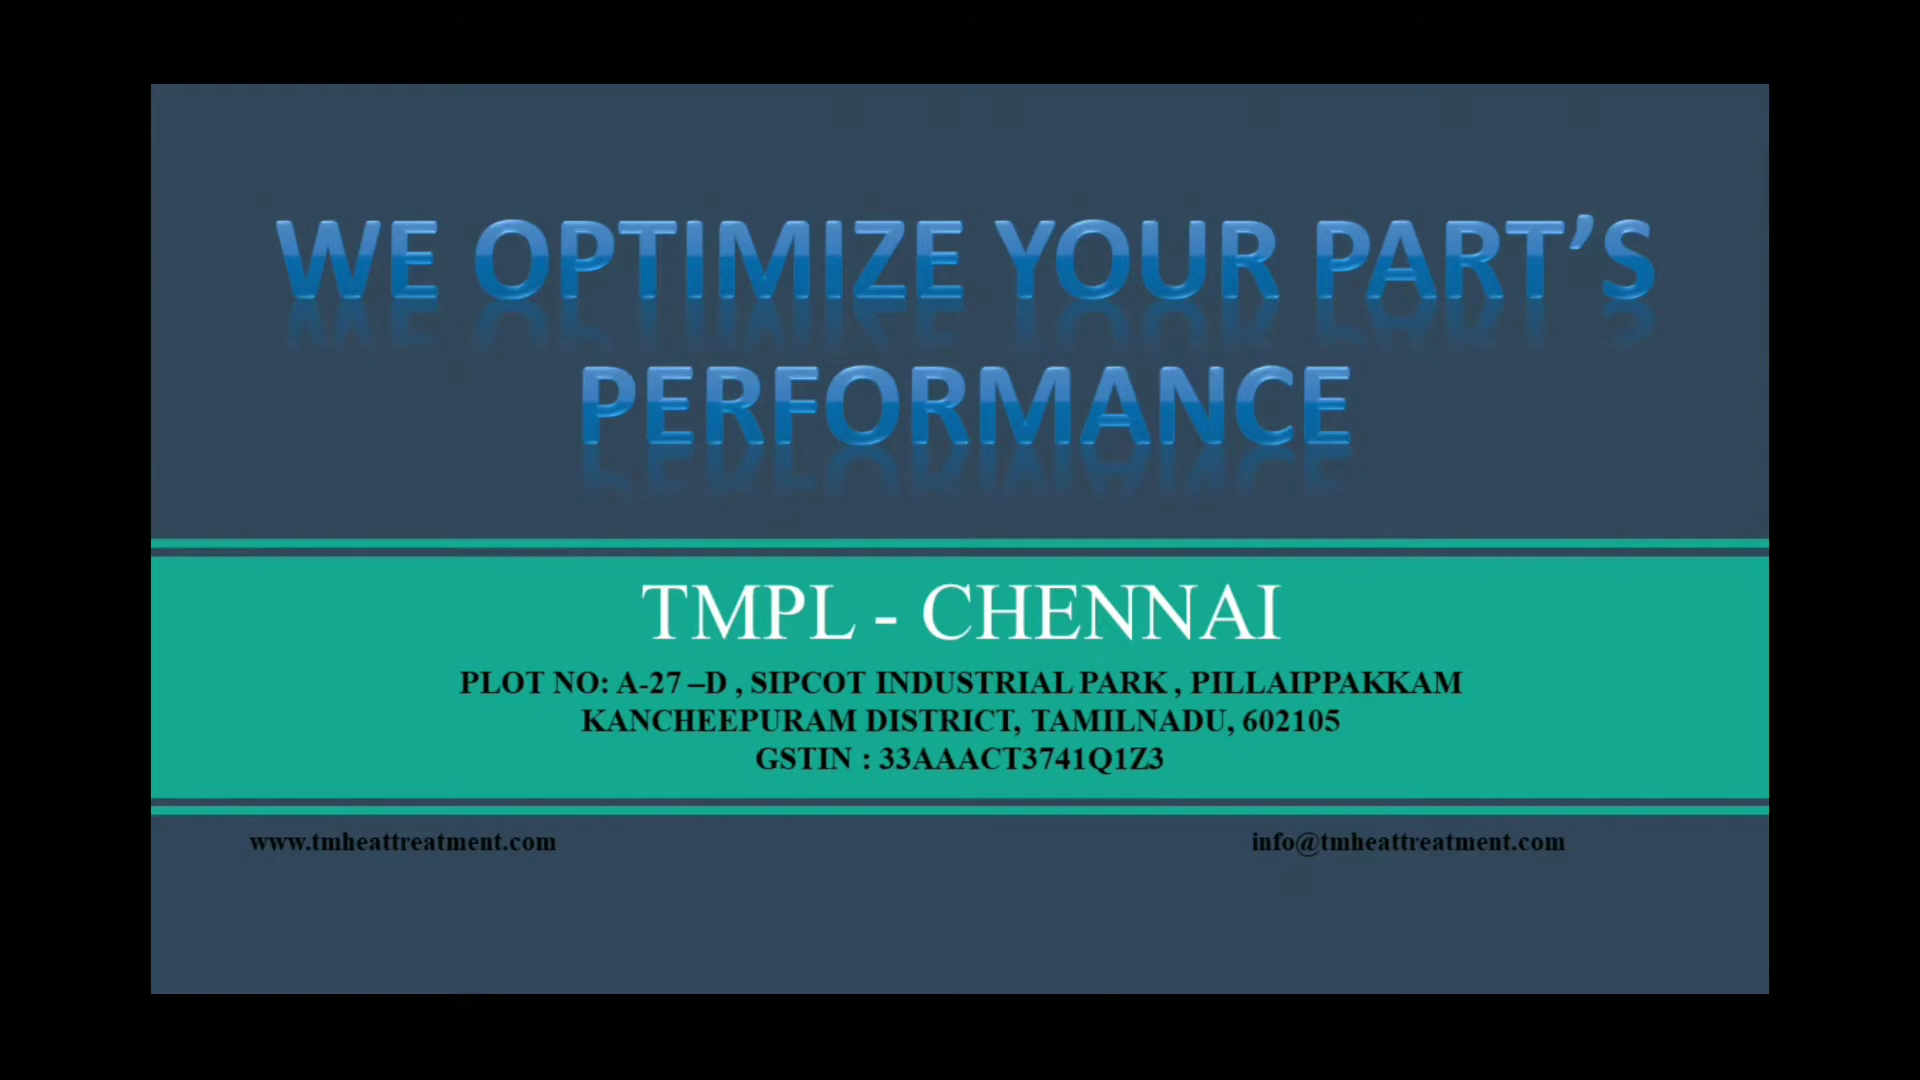 WE OPTIMIZE YOUR PART’S
PERFORMANCE
TMPL - CHENNAI
PLOT NO: A-27 –D , SIPCOT INDUSTRIAL PARK , PILLAIPPAKKAM
KANCHEEPURAM DISTRICT, TAMILNADU, 602105
GSTIN : 33AAACT3741Q1Z3
www.tmheattreatment.com
info@tmheattreatment.com